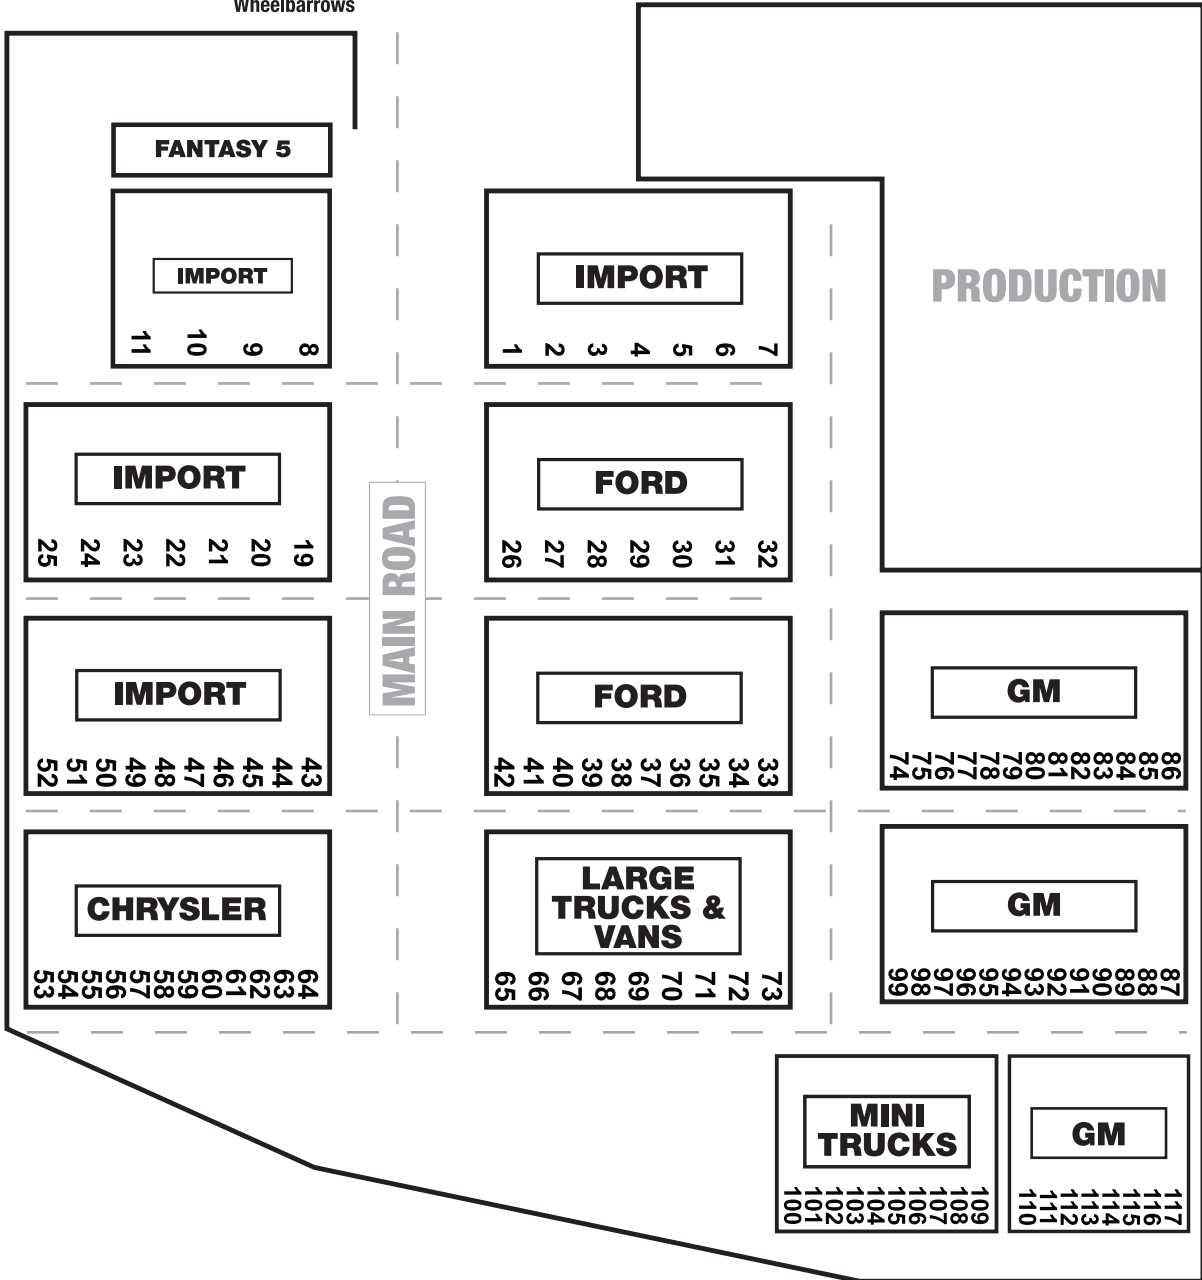 Wheelbarrows
FANTASY 5
IMPORT
11 10 9 8
IMPORT
1 2 3 4 5 6 7
PRODUCTION
IMPORT
25 24 23 22 21 20 19
MAIN ROAD
FORD
26 27 28 29 30 31 32
IMPORT
52 51 50 49 48 47 46 45 44 43
FORD
42 41 40 39 38 37 36 35 34 33
GM
74 75 76 77 78 79 80 81 82 83 84 85 86
CHRYSLER
53 54 55 56 57 58 59 60 61 62 63 64
LARGE
TRUCKS &
VANS
65 66 67 68 69 70 71 72 73
GM
99 98 97 96 95 94 93 92 91 90 89 88 87
MINI
TRUCKS
100 101 102 103 104 105 106 107 108 109
GM
110 111 112 113 114 115 116 117